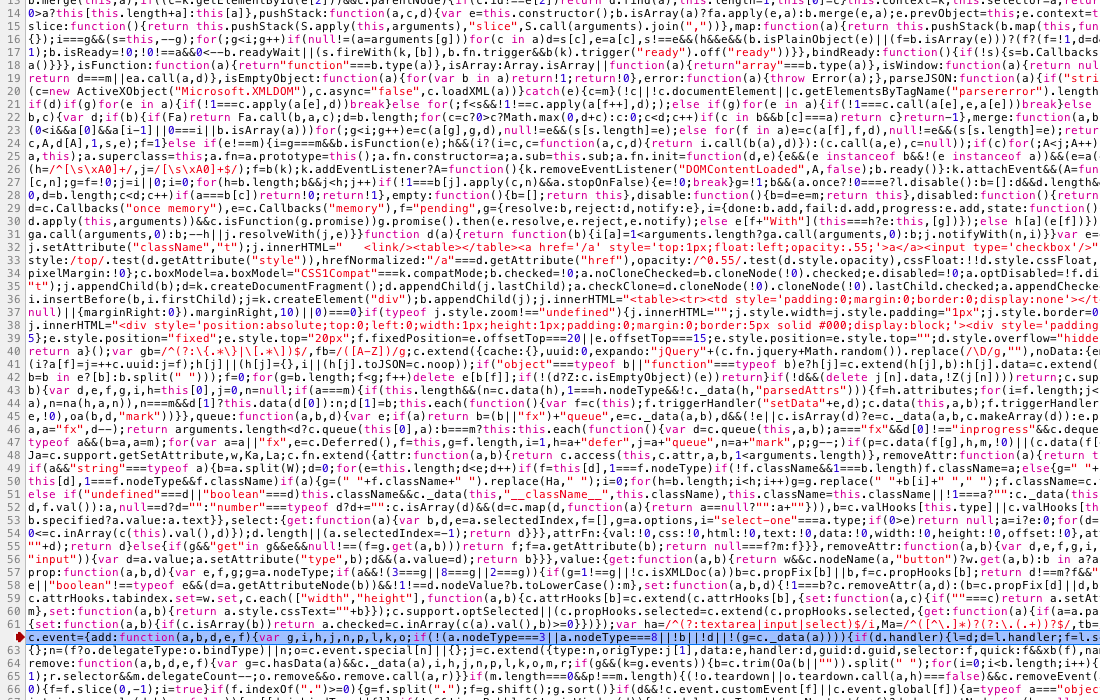 14 0>a?this[this.length+a]:this[a]},pushStack:function(a,c,d){var e=this.constructor();b.isArray(a)?fa.apply(e,a):b.merge(e,a);e.prevObject=this;e.context=t
15 slice:function(){return this.pushStack(S.apply(this,arguments),"slice",S.call(arguments).join(","))},map:function(a){return this.pushStack(b.map(this,funct
16 {};i===g&&(s=this,--g);for(;g<i;g++)if(null!=(a=arguments[g]))for(c in a)d=s[c],e=a[c],s!==e&&(k&&e&&(b.isPlainObject(e)||(f=b.isArray(e)))?(f?(f=!1,d=d
17 1);b.isReady=!0;!0!==a&&0<--b.readyWait||(s.fireWith(k,[b]),b.fn.trigger&&b(k).trigger("ready").off("ready"))}},bindReady:function(){if(!s){s=b.Callbacks
18 a()}}}},isFunction:function(a){return"function"===b.type(a)},isArray:Array.isArray||function(a){return"array"===b.type(a)},isWindow:function(a){return nul
19 return d===m||ea.call(a,d)},isEmptyObject:function(a){for(var b in a)return!1;return!0},error:function(a){throw Error(a);},parseJSON:function(a){if("stri
20 (c=new ActiveXObject("Microsoft.XMLDOM"),c.async="false",c.loadXML(a))}catch(e){c=m}(!c||!c.documentElement||c.getElementsByTagName("parsererror").length
21 if(d)if(g)for(e in a){if(!1===c.apply(a[e],d))break}else for(;f<s&&!1!==c.apply(a[f++],d););else if(g)for(e in a){if(!1===c.call(a[e],e,a[e]))break}else
22 b,c){var d;if(b){if(Fa)return Fa.call(b,a,c);d=b.length;for(c=c?0>c?Math.max(0,d+c):c:0;c<d;c++)if(c in b&&b[c]===a)return c}return-1},merge:function(a,b
23 (0<i&&a[0]&&a[i-1]||0===i||b.isArray(a)))for(;g<i;g++)e=c(a[g],g,d),null!=e&&(s[s.length]=e);else for(f in a)e=c(a[f],f,d),null!=e&&(s[s.length]=e);retur
24 c,A,d[A],1,s,e);f=1}else if(e!==m){i=g===m&&b.isFunction(e);h&&(i?(i=c,c=function(a,c,d){return i.call(b(a),d)}):(c.call(a,e),c=null));if(c)for(;A<j;A++)
25 a,this);a.superclass=this;a.fn=a.prototype=this();a.fn.constructor=a;a.sub=this.sub;a.fn.init=function(d,e){e&&(e instanceof b&&!(e instanceof a))&&(e=a(
26 (h=/^[\s\xA0]+/,j=/[\s\xA0]+$/);f=b(k);k.addEventListener?A=function(){k.removeEventListener("DOMContentLoaded",A,false);b.ready()}:k.attachEvent&&(A=fun
27 [c,n];g=f=!0;j=i||0;i=0;for(h=b.length;b&&j<h;j++)if(!1===b[j].apply(c,n)&&a.stopOnFalse){e=!0;break}g=!1;b&&(a.once?!0===e?l.disable():b=[]:d&&d.length&
28 0,d=b.length;c<d;c++)if(a===b[c])return!0;return!1},empty:function(){b=[];return this},disable:function(){b=d=e=m;return this},disabled:function(){return
29 d=c.Callbacks("once memory"),e=c.Callbacks("memory"),f="pending",g={resolve:b,reject:d,notify:e},i={done:b.add,fail:d.add,progress:e.add,state:function()
30 d.apply(this,arguments))&&c.isFunction(g.promise))g.promise().then(e.resolve,e.reject,e.notify);else e[f+"With"](this===h?e:this,[g])});else h[a](e[f])})
31 ga.call(arguments,0):b;--h||j.resolveWith(j,e)}}function d(a){return function(b){i[a]=1<arguments.length?ga.call(arguments,0):b;j.notifyWith(n,i)}}var e=
32 j.setAttribute("className","t");j.innerHTML="   <link/><table></table><a href='/a' style='top:1px;float:left;opacity:.55;'>a</a><input type='checkbox'/>"
33 style:/top/.test(d.getAttribute("style")),hrefNormalized:"/a"===d.getAttribute("href"),opacity:/^0.55/.test(d.style.opacity),cssFloat:!!d.style.cssFloat,
34 pixelMargin:!0};c.boxModel=a.boxModel="CSS1Compat"===k.compatMode;b.checked=!0;a.noCloneChecked=b.cloneNode(!0).checked;e.disabled=!0;a.optDisabled=!f.di
35 "t");j.appendChild(b);d=k.createDocumentFragment();d.appendChild(j.lastChild);a.checkClone=d.cloneNode(!0).cloneNode(!0).lastChild.checked;a.appendChecke
36 i.insertBefore(b,i.firstChild);j=k.createElement("div");b.appendChild(j);j.innerHTML="<table><tr><td style='padding:0;margin:0;border:0;display:none'></t
37 null)||{marginRight:0}).marginRight,10)||0)===0)if(typeof j.style.zoom!=="undefined"){j.innerHTML="";j.style.width=j.style.padding="1px";j.style.border=0
38 j.innerHTML="<div style='position:absolute;top:0;left:0;width:1px;height:1px;padding:0;margin:0;border:5px solid #000;display:block;'><div style='padding
39 5};e.style.position="fixed";e.style.top="20px";f.fixedPosition=e.offsetTop===20||e.offsetTop===15;e.style.position=e.style.top="";d.style.overflow="hidde
40 return a}();var gb=/^(?:\{.*\}|\[.*\])$/,fb=/([A-Z])/g;c.extend({cache:{},uuid:0,expando:"jQuery"+(c.fn.jquery+Math.random()).replace(/\D/g,""),noData:{e
41 (i?a[f]=j=++c.uuid:j=f);h[j]||(h[j]={},i||(h[j].toJSON=c.noop));if("object"===typeof b||"function"===typeof b)e?h[j]=c.extend(h[j],b):h[j].data=c.extend(
42 b=b in e?[b]:b.split(" "));f=0;for(g=b.length;f<g;f++)delete e[b[f]];if(!(d?Z:c.isEmptyObject)(e))return}if(!d&&(delete j[n].data,!Z(j[n])))return;c.sup
43 b){var d,e,f,g,i,h=this[0],j=0,n=null;if(a===m){if(this.length&&(n=c.data(h),1===h.nodeType&&!c._data(h,"parsedAttrs"))){f=h.attributes;for(i=f.length;j<
44 a),n=na(h,a,n)),n===m&&d[1]?this.data(d[0]):n;d[1]=b;this.each(function(){var f=c(this);f.triggerHandler("setData"+e,d);c.data(this,a,b);f.triggerHandler
45 e,!0),oa(b,d,"mark"))}},queue:function(a,b,d){var e;if(a)return b=(b||"fx")+"queue",e=c._data(a,b),d&&(!e||c.isArray(d)?e=c._data(a,b,c.makeArray(d)):e.p
46 a,a="fx",d--);return arguments.length<d?c.queue(this[0],a):b===m?this:this.each(function(){var d=c.queue(this,a,b);a==="fx"&&d[0]!=="inprogress"&&c.deque
47 typeof a&&(b=a,a=m);for(var a=a||"fx",e=c.Deferred(),f=this,g=f.length,i=1,h=a+"defer",j=a+"queue",n=a+"mark",p;g--;)if(p=c.data(f[g],h,m,!0)||(c.data(f[
48 Ja=c.support.getSetAttribute,w,Ka,La;c.fn.extend({attr:function(a,b){return c.access(this,c.attr,a,b,1<arguments.length)},removeAttr:function(a){return t
49 if(a&&"string"===typeof a){b=a.split(W);d=0;for(e=this.length;d<e;d++)if(f=this[d],1===f.nodeType)if(!f.className&&1===b.length)f.className=a;else{g=" "+
50 this[d],1===f.nodeType&&f.className)if(a){g=(" "+f.className+" ").replace(Ha," ");i=0;for(h=b.length;i<h;i++)g=g.replace(" "+b[i]+" "," ");f.className=c.
51 else if("undefined"===d||"boolean"===d)this.className&&c._data(this,"__className__",this.className),this.className=this.className||!1===a?"":c._data(this
52 d,f.val()):a,null==d?d="":"number"===typeof d?d+="":c.isArray(d)&&(d=c.map(d,function(a){return a==null?"":a+""})),b=c.valHooks[this.type]||c.valHooks[th
53 b.specified?a.value:a.text}},select:{get:function(a){var b,d,e=a.selectedIndex,f=[],g=a.options,i="select-one"===a.type;if(0>e)return null;a=i?e:0;for(d=
54 0<=c.inArray(c(this).val(),d)});d.length||(a.selectedIndex=-1);return d}}},attrFn:{val:!0,css:!0,html:!0,text:!0,data:!0,width:!0,height:!0,offset:!0},at
55 ""+d);return d}else{if(g&&"get"in g&&e&&null!==(f=g.get(a,b)))return f;f=a.getAttribute(b);return null===f?m:f}}},removeAttr:function(a,b){var d,e,f,g,i,
56 "input")){var d=a.value;a.setAttribute("type",b);d&&(a.value=d);return b}}},value:{get:function(a,b){return w&&c.nodeName(a,"button")?w.get(a,b):b in a?a
57 prop:function(a,b,d){var e,f,g;g=a.nodeType;if(a&&!(3===g||8===g||2===g)){if(g=1!==g||!c.isXMLDoc(a))b=c.propFix[b]||b,f=c.propHooks[b];return d!==m?f&&"
58 ||"boolean"!==typeof e&&(d=a.getAttributeNode(b))&&!1!==d.nodeValue?b.toLowerCase():m},set:function(a,b,d){!1===b?c.removeAttr(a,d):(b=c.propFix[d]||d,b
59 c.attrHooks.tabindex.set=w.set,c.each(["width","height"],function(a,b){c.attrHooks[b]=c.extend(c.attrHooks[b],{set:function(a,c){if(c===""){a.setAttribut
60 m},set:function(a,b){return a.style.cssText=""+b}});c.support.optSelected||(c.propHooks.selected=c.extend(c.propHooks.selected,{get:function(a){if(a=a.pa
61 {set:function(a,b){if(c.isArray(b))return a.checked=c.inArray(c(a).val(),b)>=0}})});var ha=/^(?:textarea|input|select)$/i,Ma=/^([^\.]*)?(?:\.(.+))?$/,tb=
c.event={add:function(a,b,d,e,f){var g,i,h,j,n,p,l,k,o;if(!(a.nodeType===3||a.nodeType===8||!b||!d||!(g=c._data(a)))){if(d.handler){l=d;d=l.handler;f=l.s
63 {};n=(f?o.delegateType:o.bindType)||n;o=c.event.special[n]||{};j=c.extend({type:n,origType:j[1],data:e,handler:d,guid:d.guid,selector:f,quick:f&&xb(f),na
64 remove:function(a,b,d,e,f){var g=c.hasData(a)&&c._data(a),i,h,j,n,p,l,k,o,m,r;if(g&&(k=g.events)){b=c.trim(Oa(b||"")).split(" ");for(i=0;i<b.length;i++){
65 1);r.selector&&m.delegateCount--;o.remove&&o.remove.call(a,r)}}if(m.length===0&&p!==m.length){(!o.teardown||o.teardown.call(a,h)===false)&&c.removeEvent(
66 0){f=f.slice(0,-1);i=true}if(f.indexOf(".")>=0){g=f.split(".");f=g.shift();g.sort()}if(d&&!c.event.customEvent[f]||c.event.global[f]){a=typeof a==="objec